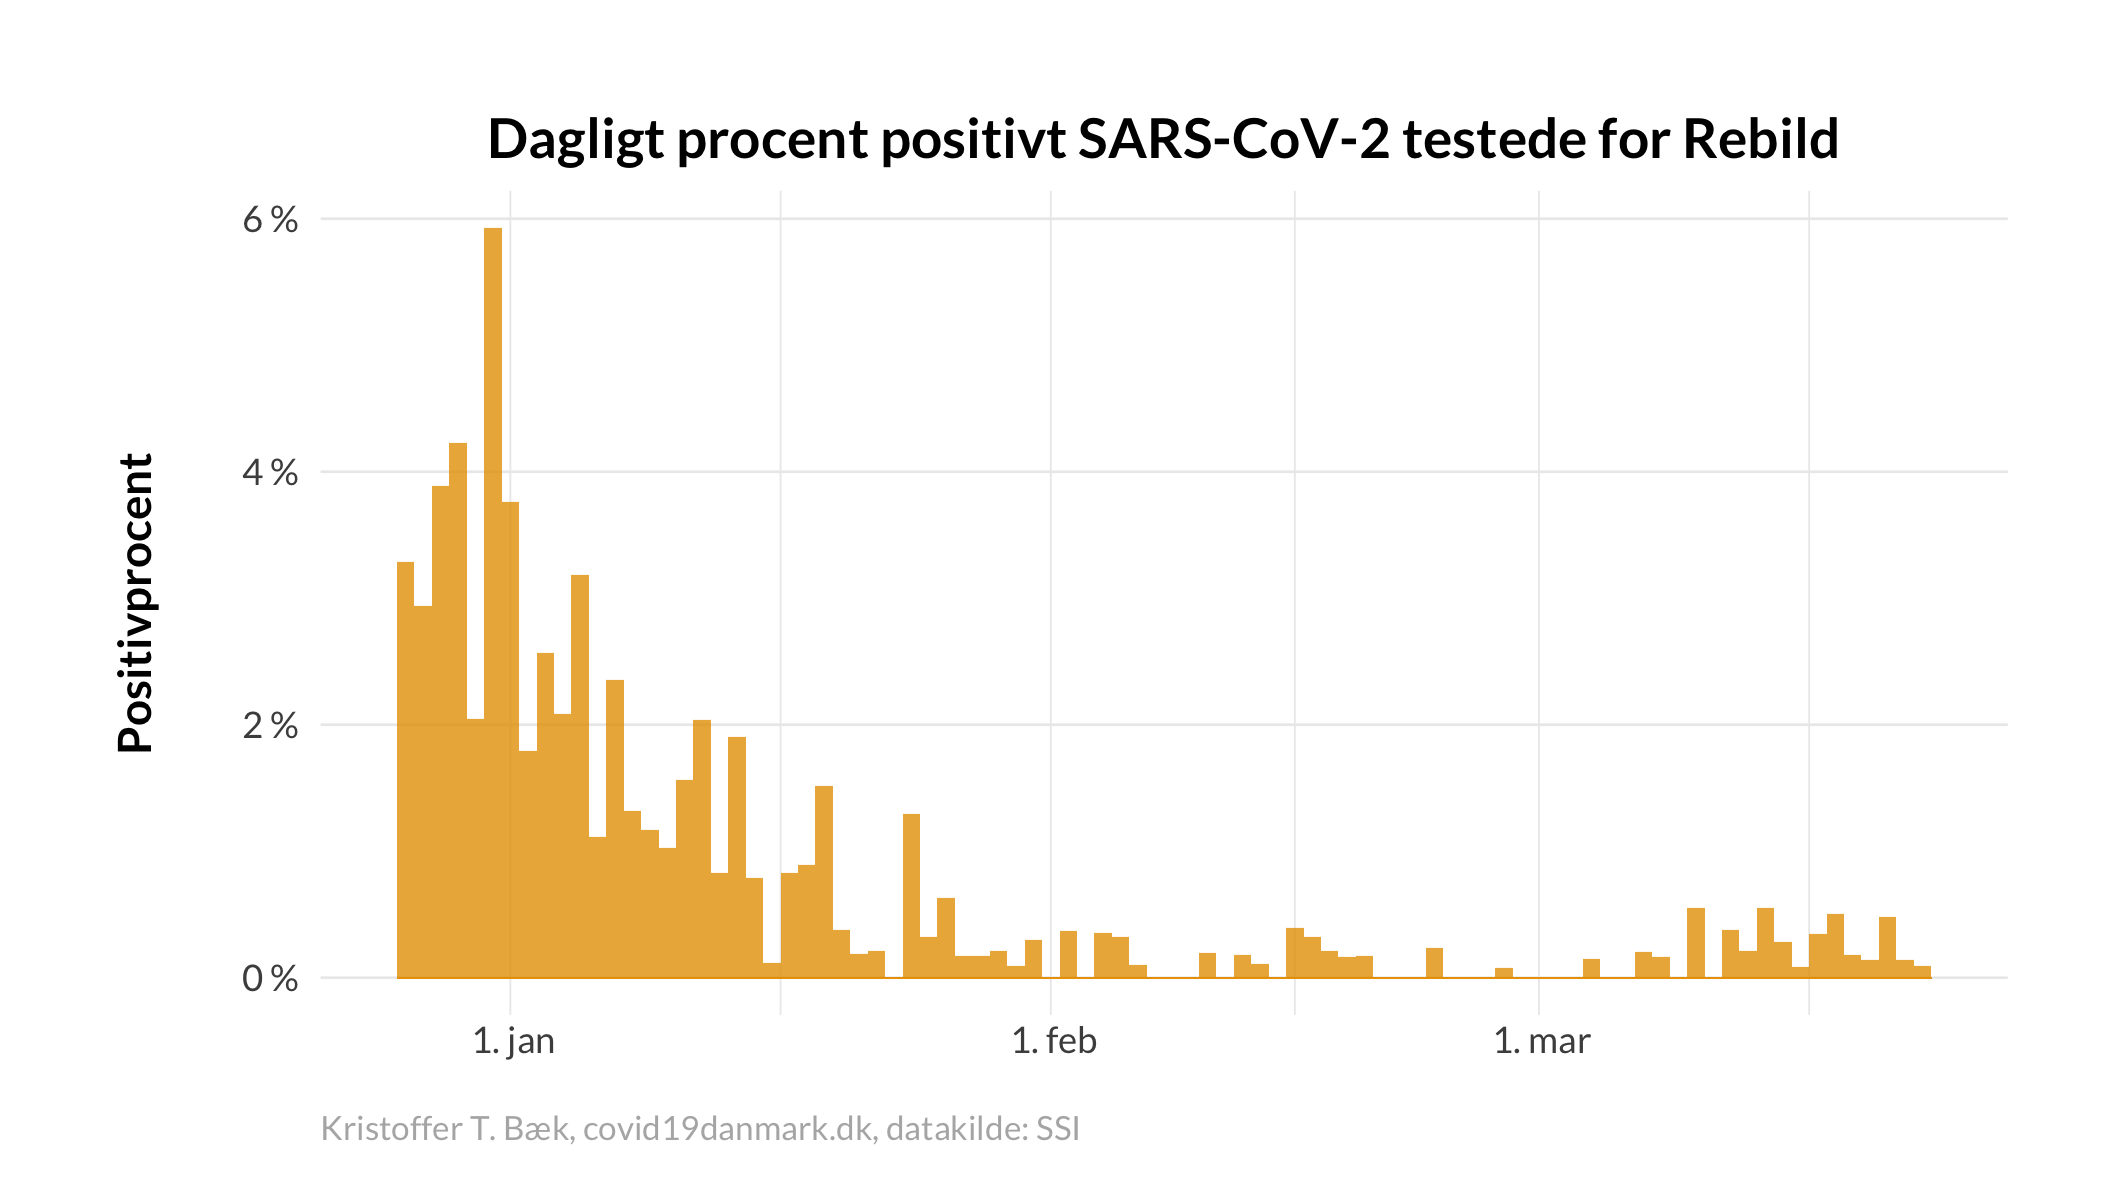 Dagligt procent positivt SARS-CoV-2 testede for Rebild
Positivprocent
6 %
4 %
2 %
0 %
1. jan
1. feb
1. mar
Kristoffer T. Bæk, covid19danmark.dk, datakilde: SSI